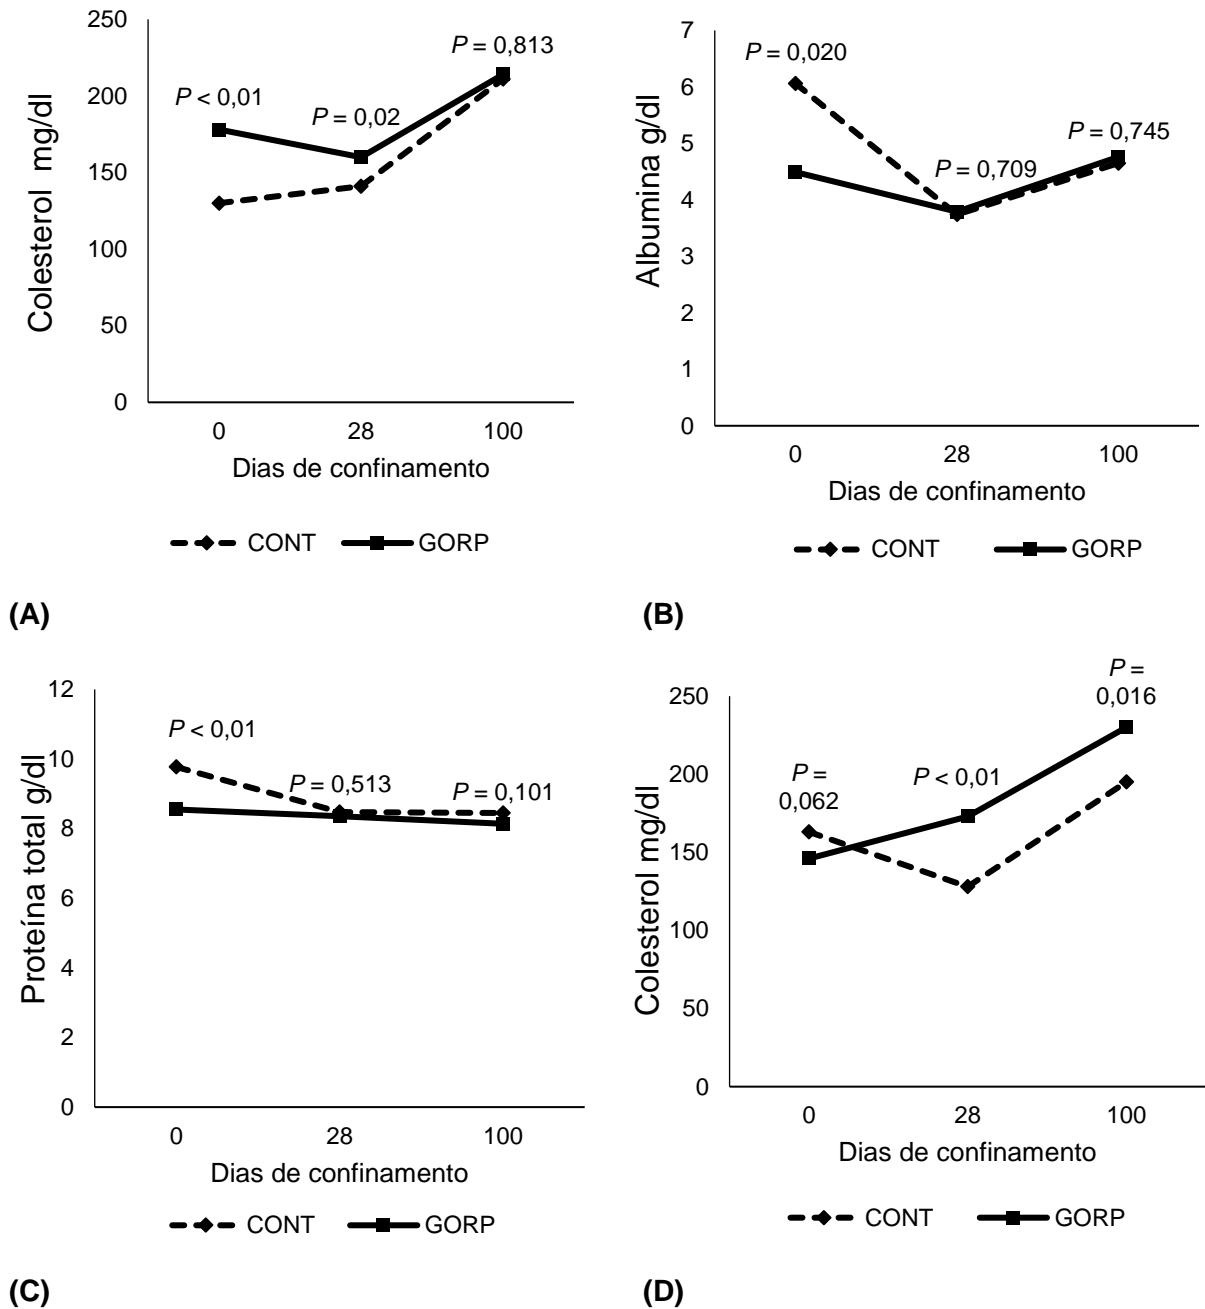 250
200
150
100
50
0
Colesterol mg/dl
P < 0,01
P = 0,02
P = 0,813
0 28 100
Dias de confinamento
CONT GORP
(A)
7
6
5
4
3
2
1
0
Albumina g/dl
P = 0,020
P = 0,709
P = 0,745
0 28 100
Dias de confinamento
CONT GORP
(B)
12
10
8
6
4
2
0
Proteína total g/dl
P < 0,01
P = 0,513
P = 0,101
0 28 100
Dias de confinamento
CONT GORP
(C)
250
200
150
100
50
0
Colesterol mg/dl
P =
0,062
P < 0,01
P =
0,016
0 28 100
Dias de confinamento
CONT GORP
(D)